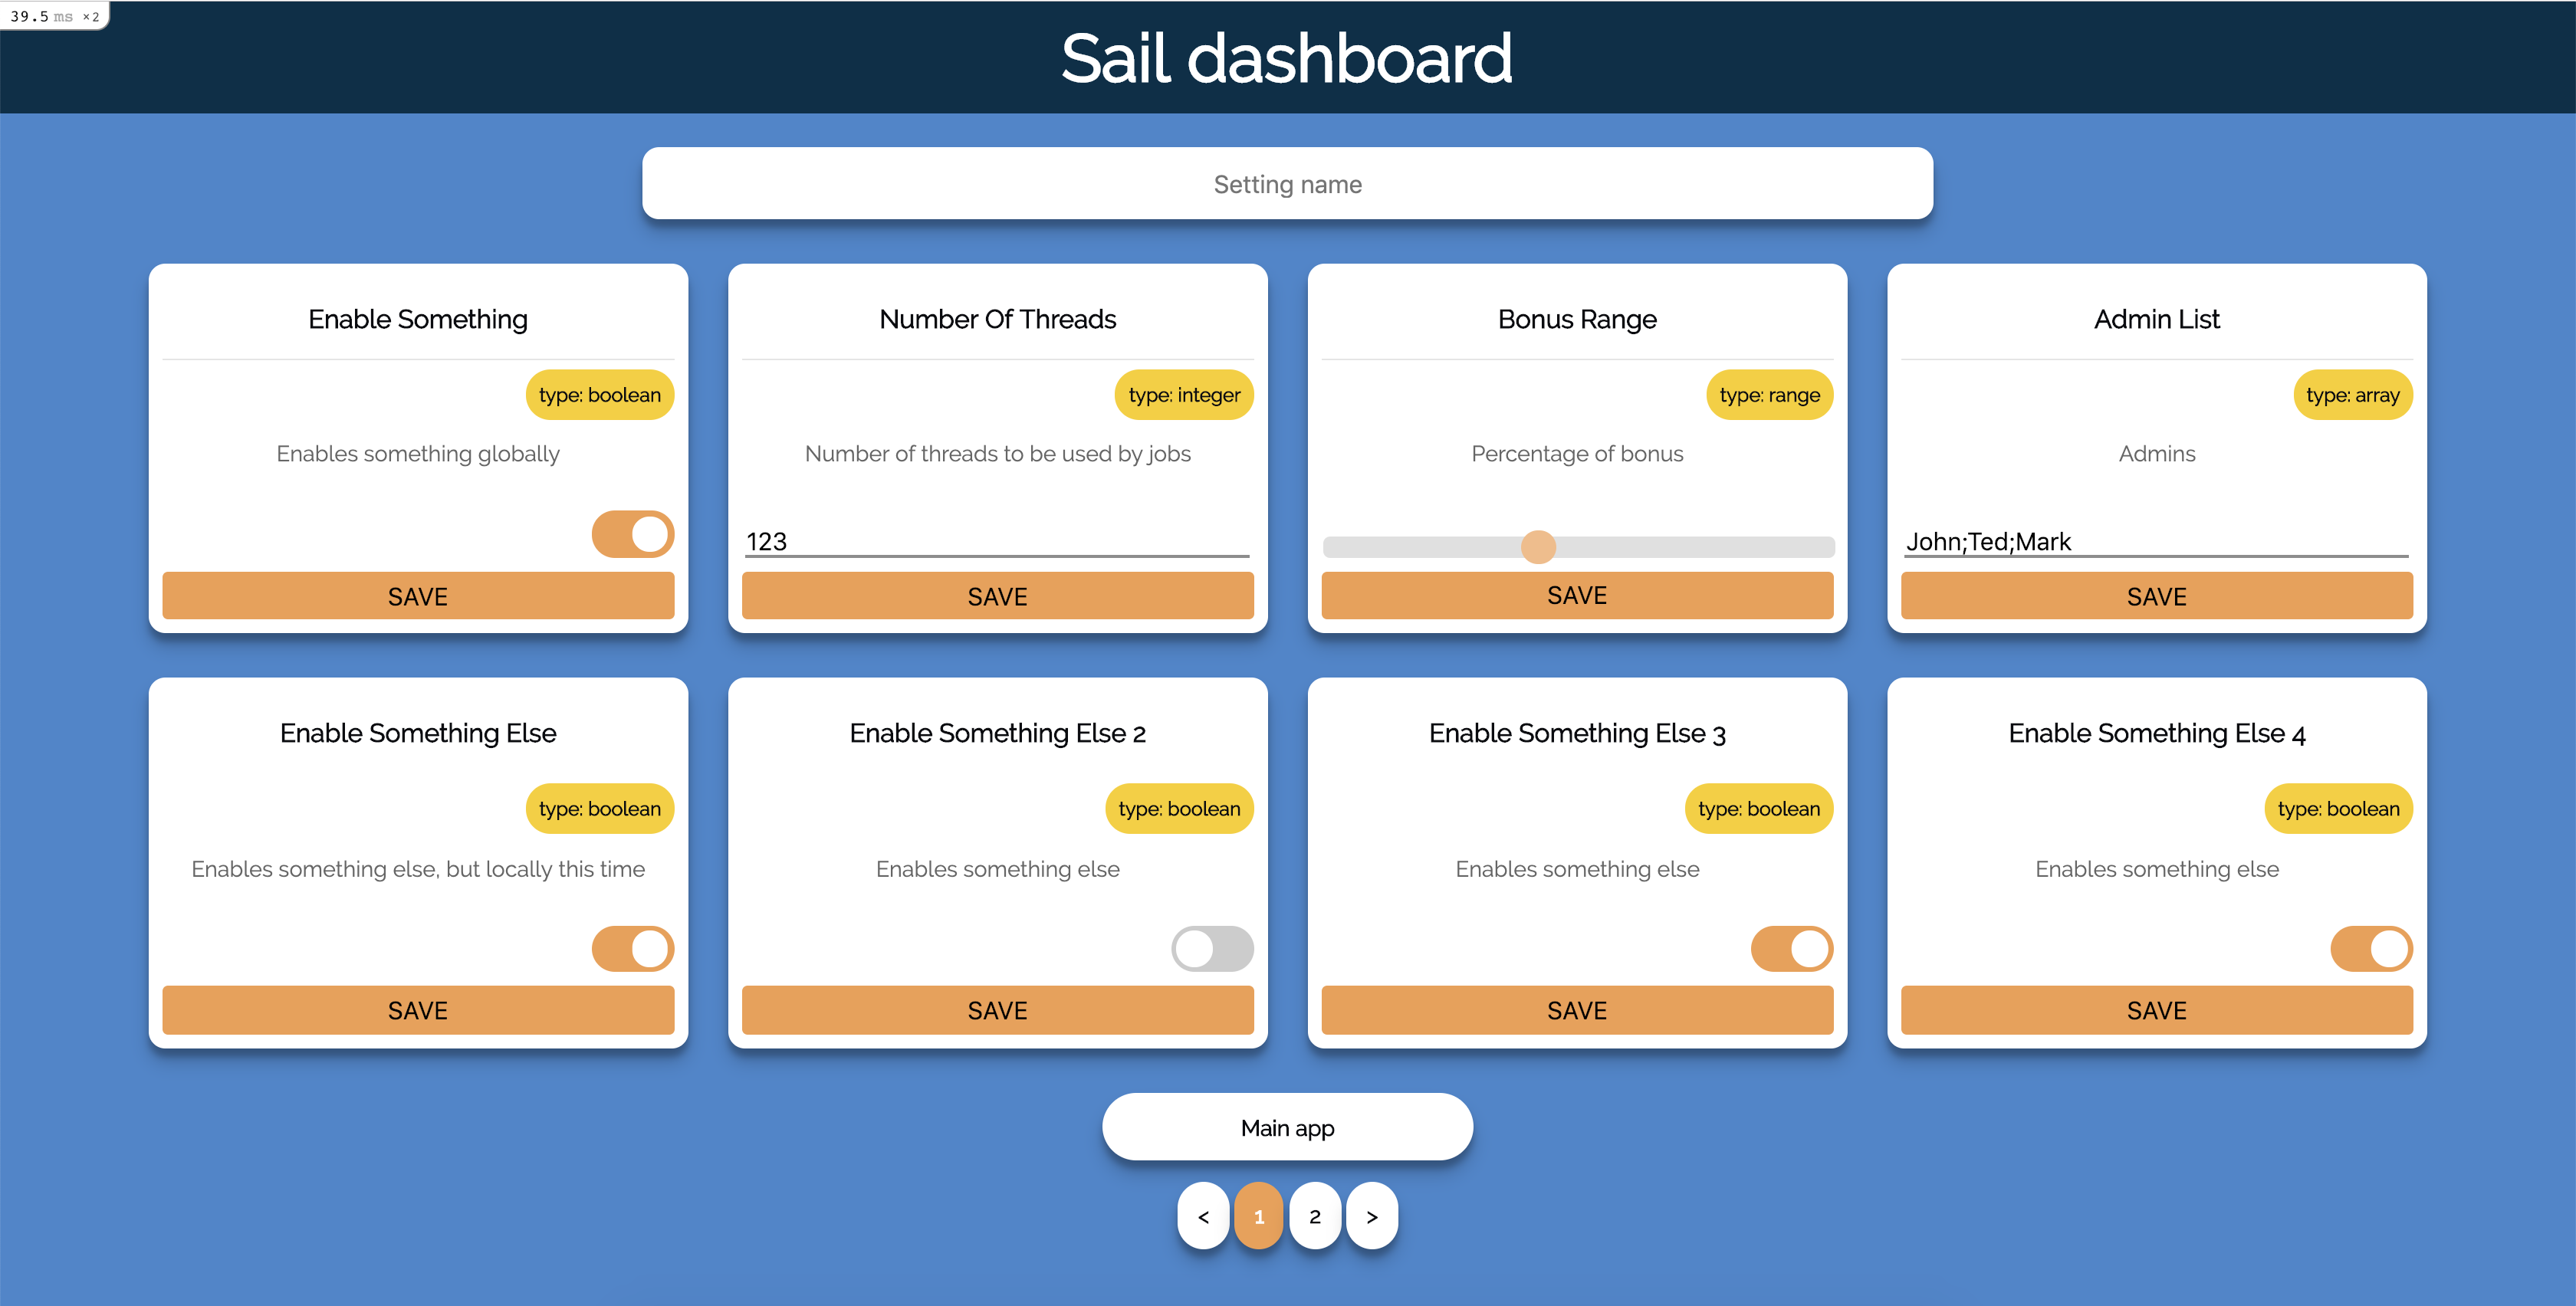 39.5 ms ×2
Sail dashboard
Setting name
Enable Something
type: boolean
Enables something globally
SAVE
Number Of Threads
type: integer
Number of threads to be used by jobs
123
SAVE
Bonus Range
type: range
Percentage of bonus
SAVE
Admin List
type: array
Admins
John;Ted;Mark
SAVE
Enable Something Else
type: boolean
Enables something else, but locally this time
SAVE
Enable Something Else 2
type: boolean
Enables something else
SAVE
Enable Something Else 3
type: boolean
Enables something else
SAVE
Enable Something Else 4
type: boolean
Enables something else
SAVE
Main app
< 1 2 >